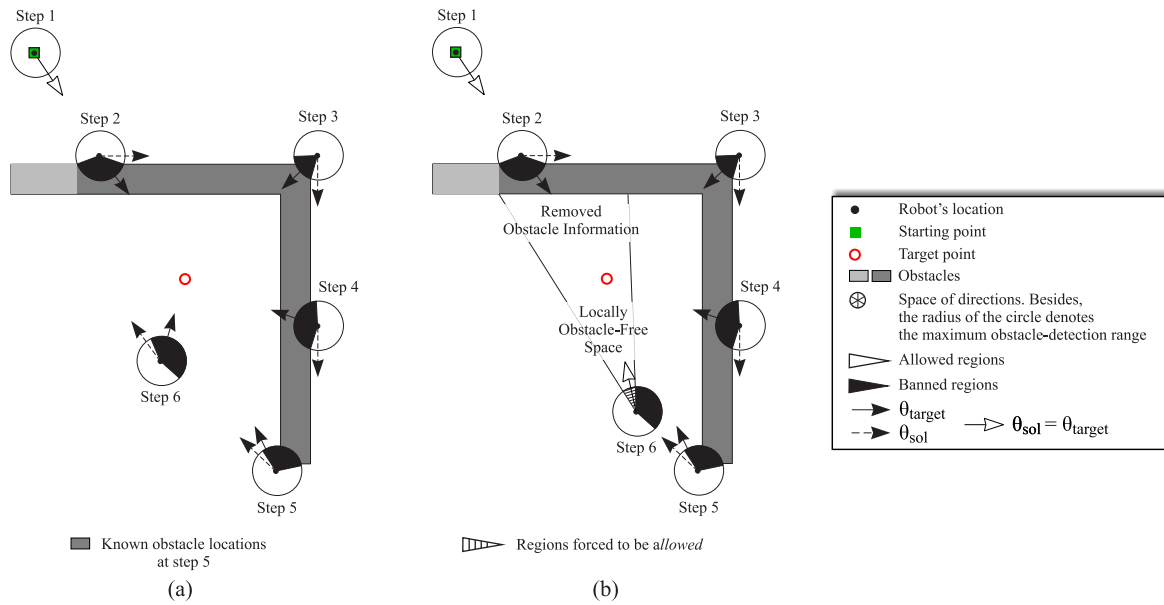 Step 1
Step 2
Step 3
Step 4
Step 6
Step 5
Known obstacle locations
at step 5
(a)
Step 1
Step 2
Step 3
Removed
Obstacle Information
Step 4
Locally
Obstacle-Free
Space
Step 6
Step 5
Regions forced to be allowed
(b)
Robot's location
Starting point
Target point
Obstacles
Space of directions. Besides,
the radius of the circle denotes
the maximum obstacle-detection range
Allowed regions
Banned regions
θtarget
θsol
θsol = θtarget